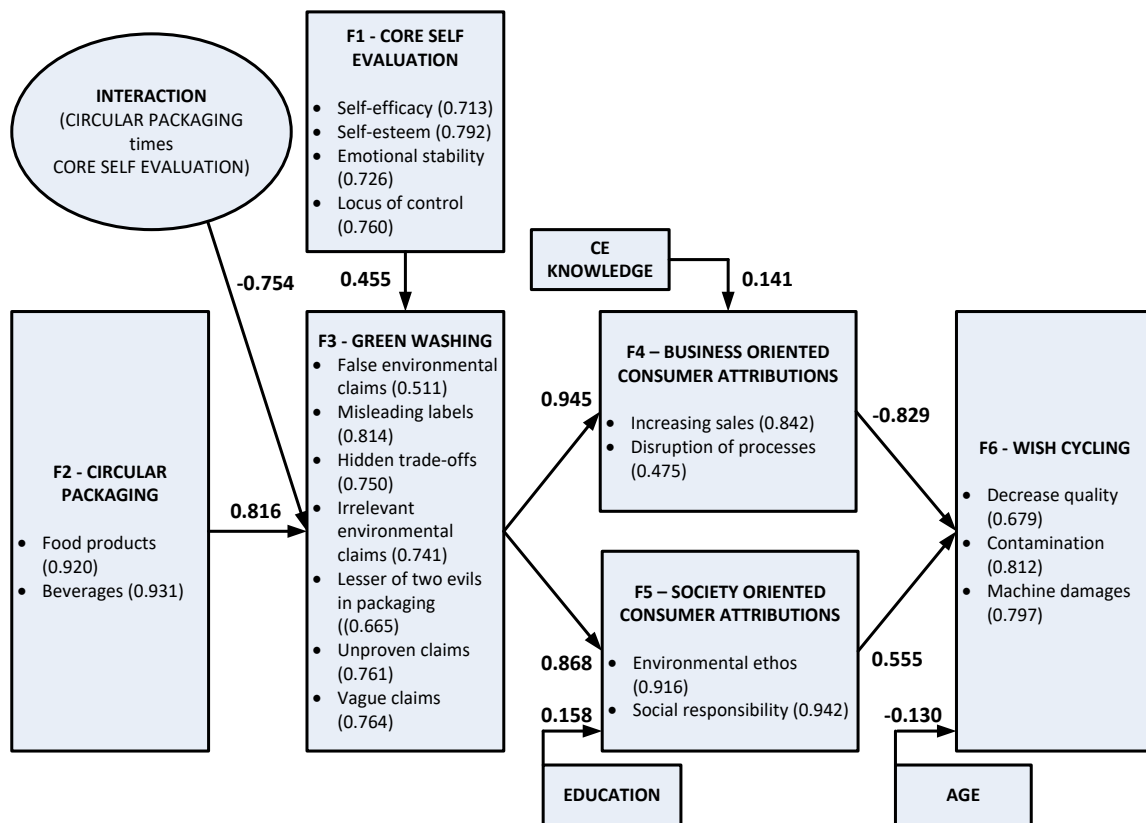 F1 - CORE SELF
EVALUATION
• Self-efficacy (0.713)
• Self-esteem (0.792)
• Emotional stability
(0.726)
• Locus of control
(0.760)
INTERACTION
(CIRCULAR PACKAGING
times
CORE SELF EVALUATION)
CE
KNOWLEDGE
-0.754
0.455
0.141
F2 - CIRCULAR
PACKAGING
• Food products
(0.920)
• Beverages (0.931)
0.816
F3 - GREEN WASHING
• False environmental
claims (0.511)
• Misleading labels
(0.814)
• Hidden trade-offs
(0.750)
• Irrelevant
environmental
claims (0.741)
• Lesser of two evils
in packaging
((0.665)
• Unproven claims
(0.761)
• Vague claims
(0.764)
0.945
0.868
F4 – BUSINESS ORIENTED
CONSUMER ATTRIBUTIONS
• Increasing sales (0.842)
• Disruption of processes
(0.475)
-0.829
F5 – SOCIETY ORIENTED
CONSUMER ATTRIBUTIONS
• Environmental ethos
(0.916)
• Social responsibility (0.942)
0.555
0.158
EDUCATION
F6 - WISH CYCLING
• Decrease quality
(0.679)
• Contamination
(0.812)
• Machine damages
(0.797)
-0.130
AGE